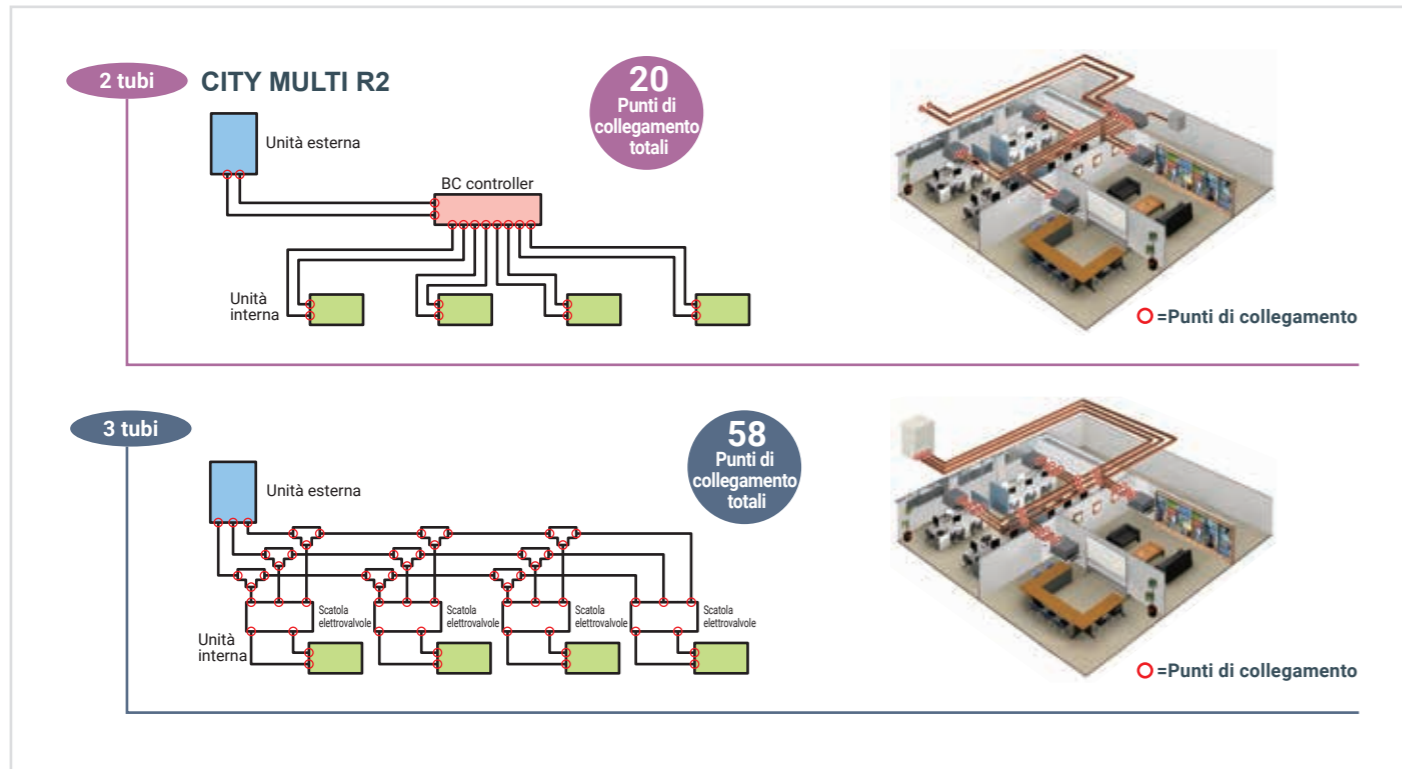 2 tubi
CITY MULTI R2
20
Punti di
collegamento
totali
Unità esterna
BC controller
Unità
interna
=Punti di collegamento
3 tubi
58
Punti di
collegamento
totali
Unità esterna
Scatola
elettrovalvole
Scatola
elettrovalvole
Scatola
elettrovalvole
Scatola
elettrovalvole
Unità
interna
=Punti di collegamento